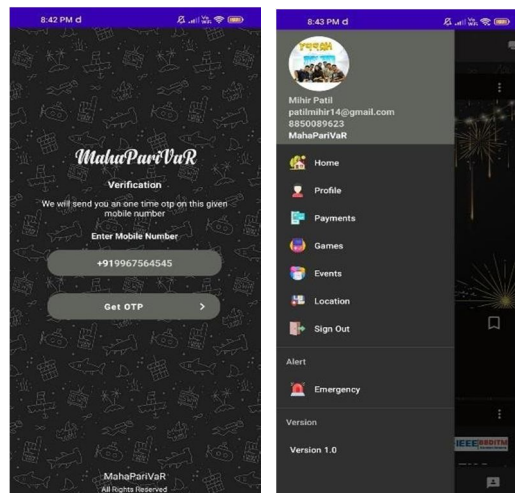 8:42 PM d
MahaPariVaR
Verification
We will send you an one time otp on this given
mobile number
Enter Mobile Number
+919967564545
Get OTP >
MahaPariVaR
All Rights Reserved
8:43 PM d
Mihir Patil
patilmihir14@gmail.com
8850089623
MahaPariVaR
Home
Profile
Payments
Games
Events
Location
Sign Out
Alert
Emergency
Version
Version 1.0
IEEE